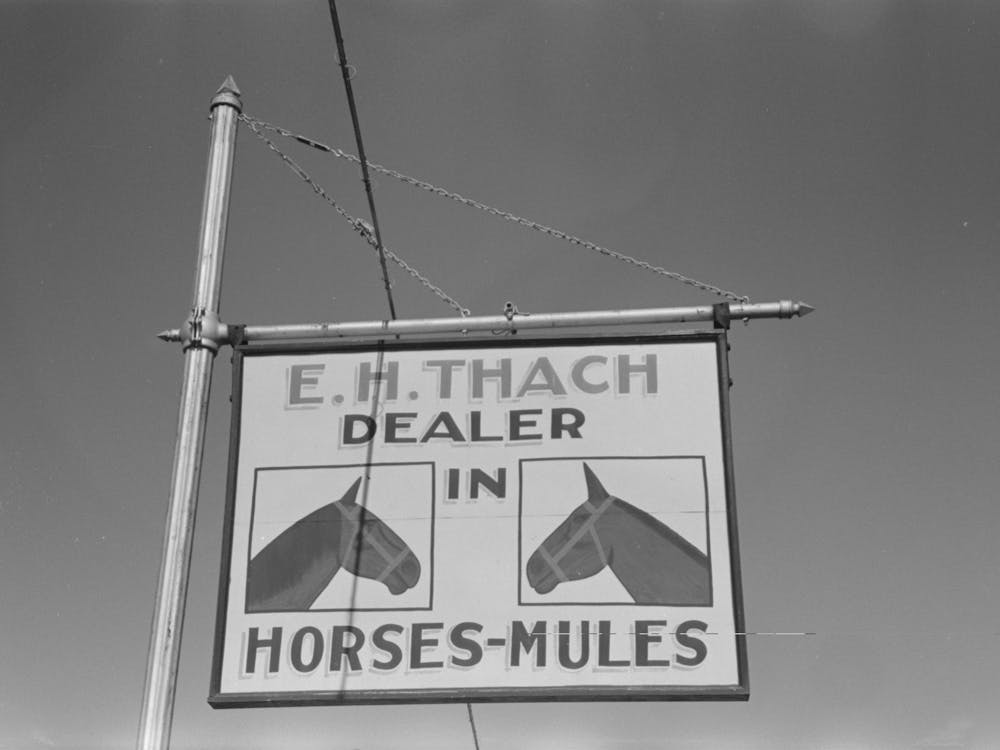 E.H.THACH
DEALER
IN
HORSES-MULES